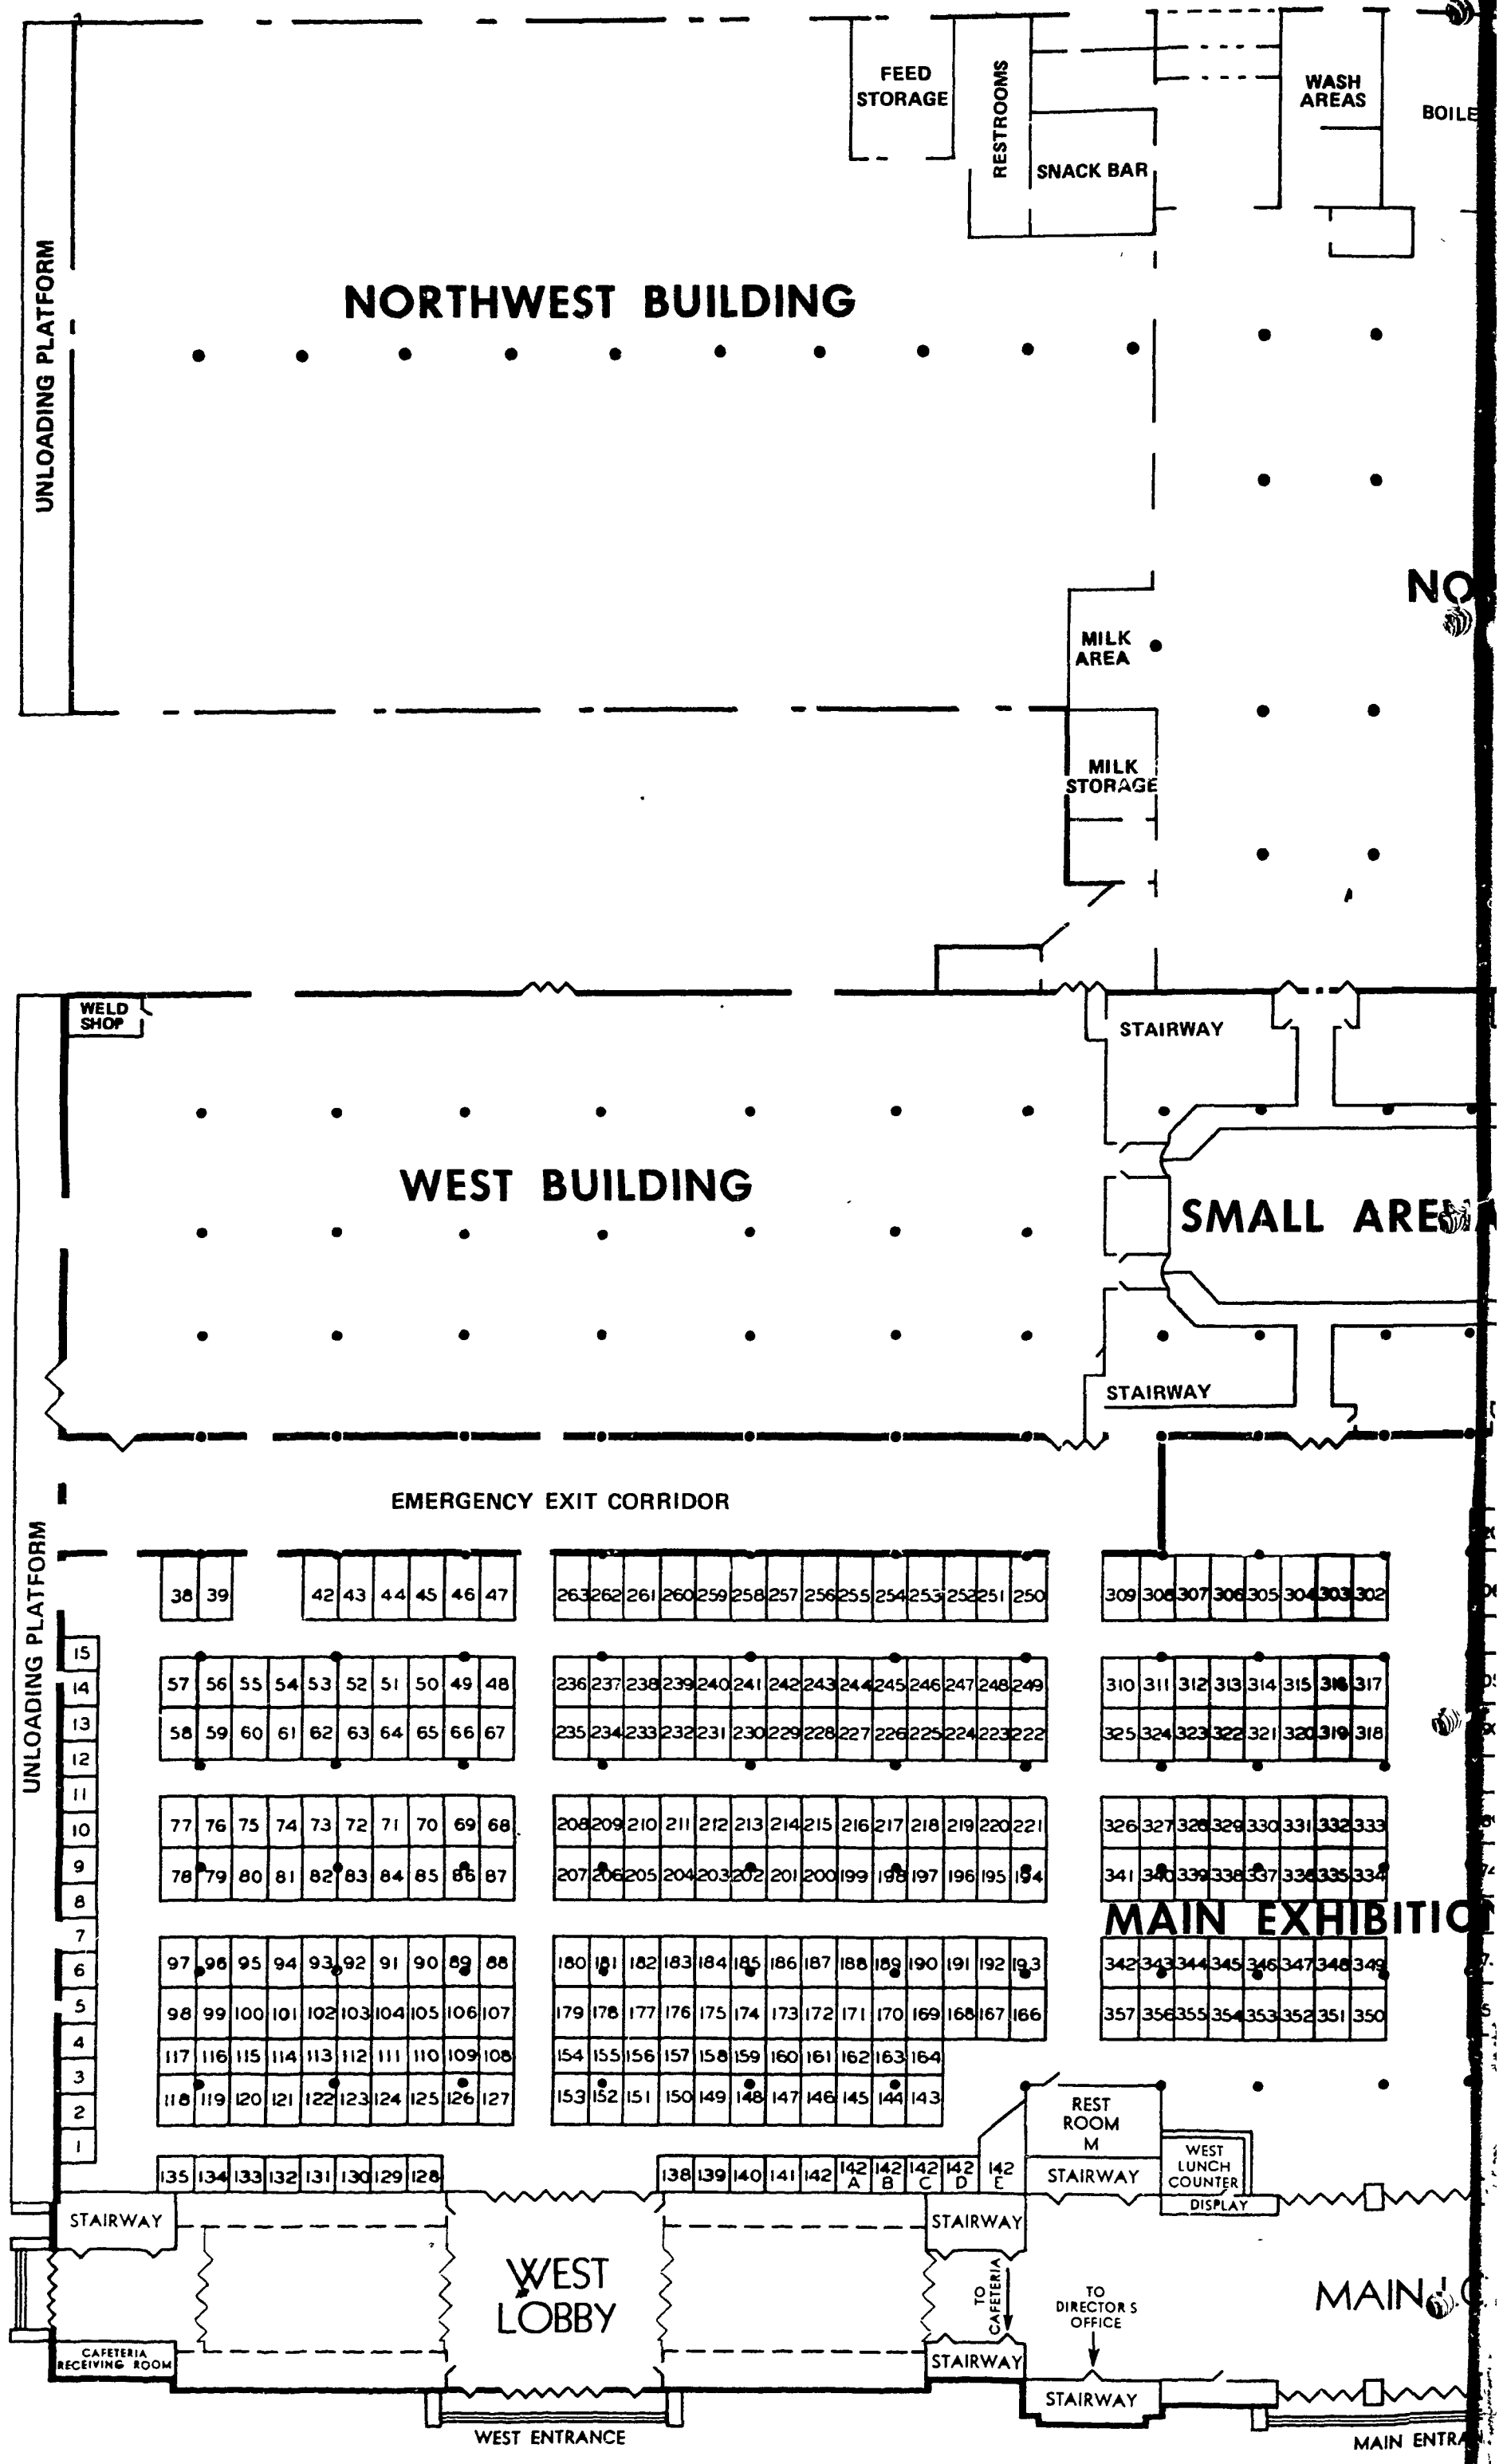 FEED
STORAGE
RESTROOMS
WASH
AREAS
SNACK BAR
UNLOADING PLATFORM
NORTHWEST BUILDING
MILK
AREA
MILK
STORAGE
WELD
SHOP
STAIRWAY
WEST BUILDING
SMALL
STAIRWAY
EMERGENCY EXIT CORRIDOR
UNLOADING PLATFORM
38 39 42 43 44 45 46 47 263 262 261 260 259 258 257 256 255 254 253 252 251 250 309 308 307 306 305 304 303 302
15
14
13
12
11
10
9
8
7
6
5
4
3
2
1
57 56 55 54 53 52 51 50 49 48 236 237 238 239 240 241 242 243 244 245 246 247 248 249 310 311 312 313 314 315 316 317
58 59 60 61 62 63 64 65 66 67 235 234 233 232 231 230 229 228 227 226 225 224 223 222 325 324 323 322 321 320 319 318
77 76 75 74 73 72 71 70 69 68 208 209 210 211 212 213 214 215 216 217 218 219 220 221 326 327 328 329 330 331 332 333
78 79 80 81 82 83 84 85 86 87 207 206 205 204 203 202 201 200 199 198 197 196 195 194 341 340 339 338 337 336 335 334
MAIN
97 96 95 94 93 92 91 90 89 88 180 181 182 183 184 185 186 187 188 189 190 191 192 193 342 343 344 345 346 347 348 349
98 99 100 101 102 103 104 105 106 107 179 178 177 176 175 174 173 172 171 170 169 168 167 166 357 356 355 354 353 352 351 350
117 116 115 114 113 112 111 110 109 108 154 155 156 157 158 159 160 161 162 163 164
118 119 120 121 122 123 124 125 126 127 153 152 151 150 149 148 147 146 145 144 143
REST
ROOM
M
135 134 133 132 131 130 129 128 138 139 140 141 142 142 A 142 B 142 C 142 D 142 E
STAIRWAY
WEST
LUNCH
COUNTER
DISPLAY
STAIRWAY
STAIRWAY
WEST
LOBBY
TO
CAFETERIA
TO
DIRECTORS
OFFICE
MAIN
CAFETERIA
RECEIVING ROOM
STAIRWAY
STAIRWAY
WEST ENTRANCE
MAIN